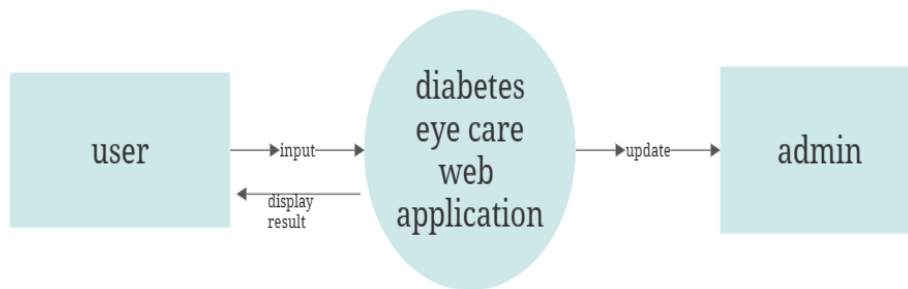 user
input
display
result
diabetes
eye care
web
application
update
admin